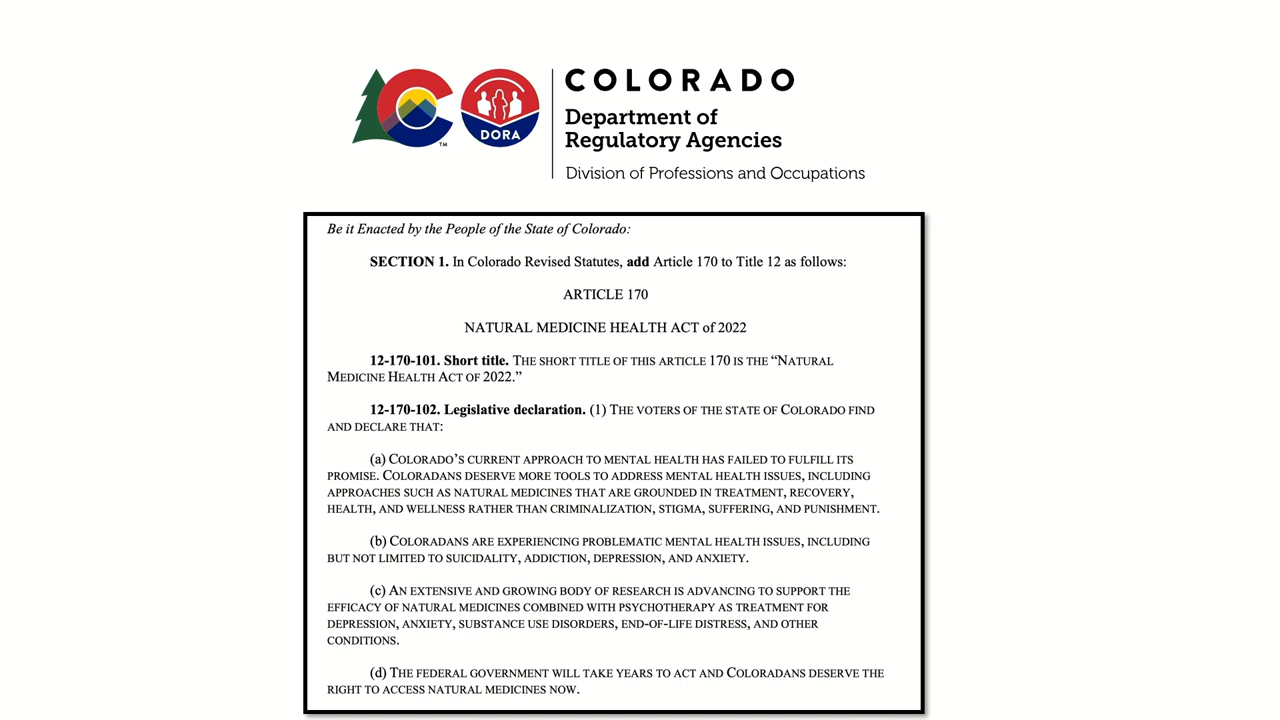 COLORADO
Department of
Regulatory Agencies
Division of Professions and Occupations
TM
DORA
Be it Enacted by the People of the State of Colorado:
SECTION 1. In Colorado Revised Statutes, add Article 170 to Title 12 as follows:
ARTICLE 170
NATURAL MEDICINE HEALTH ACT of 2022
12-170-101. Short title. THE SHORT TITLE OF THIS ARTICLE 170 IS THE “NATURAL
MEDICINE HEALTH ACT OF 2022.”
12-170-102. Legislative declaration. (1) THE VOTERS OF THE STATE OF COLORADO FIND
AND DECLARE THAT:
(a) COLORADO’S CURRENT APPROACH TO MENTAL HEALTH HAS FAILED TO FULFILL ITS
PROMISE. COLORADANS DESERVE MORE TOOLS TO ADDRESS MENTAL HEALTH ISSUES, INCLUDING
APPROACHES SUCH AS NATURAL MEDICINES THAT ARE GROUNDED IN TREATMENT, RECOVERY,
HEALTH, AND WELLNESS RATHER THAN CRIMINALIZATION, STIGMA, SUFFERING, AND PUNISHMENT.
(b) COLORADANS ARE EXPERIENCING PROBLEMATIC MENTAL HEALTH ISSUES, INCLUDING
BUT NOT LIMITED TO SUICIDALITY, ADDICTION, DEPRESSION, AND ANXIETY.
(c) AN EXTENSIVE AND GROWING BODY OF RESEARCH IS ADVANCING TO SUPPORT THE
EFFICACY OF NATURAL MEDICINES COMBINED WITH PSYCHOTHERAPY AS TREATMENT FOR
DEPRESSION, ANXIETY, SUBSTANCE USE DISORDERS, END-OF-LIFE DISTRESS, AND OTHER
CONDITIONS.
(d) THE FEDERAL GOVERNMENT WILL TAKE YEARS TO ACT AND COLORADANS DESERVE THE
RIGHT TO ACCESS NATURAL MEDICINES NOW.